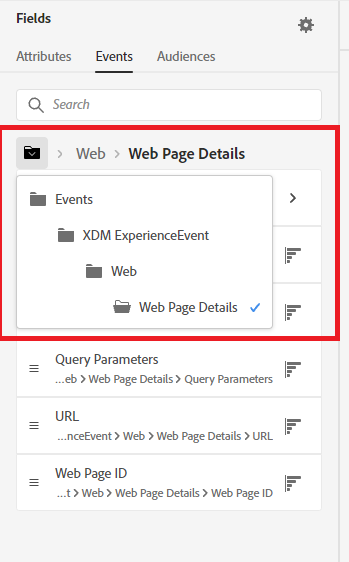 Fields
Attributes Events Audiences
Search
Web Web Page Details
Events
XDM ExperienceEvent
Web
Web Page Details
Query Parameters
...eb > Web Page Details > Query Parameters
URL
...nceEvent > Web > Web Page Details > URL
Web Page ID
...t > Web > Web Page Details > Web Page ID